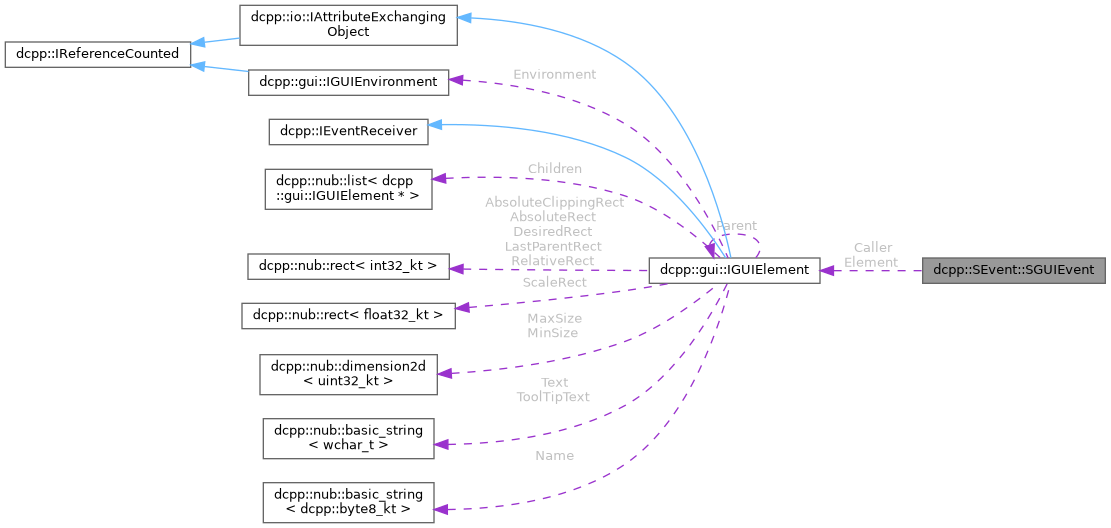 dcpp::io::IAttributeExchanging
Object
dcpp::IReferenceCounted
dcpp::gui::IGUIEnvironment
Environment
dcpp::IEventReceiver
dcpp::nub::list< dcpp
::gui::IGUIElement * >
Children
AbsoluteClippingRect
AbsoluteRect
DesiredRect
LastParentRect
RelativeRect
dcpp::nub::rect< int32_kt >
Parent
dcpp::gui::IGUIElement
Caller
Element
dcpp::SEvent::SGUIEvent
ScaleRect
dcpp::nub::rect< float32_kt >
MaxSize
MinSize
dcpp::nub::dimension2d
< uint32_kt >
Text
ToolTipText
dcpp::nub::basic_string
< wchar_t >
Name
dcpp::nub::basic_string
< dcpp::byte8_kt >